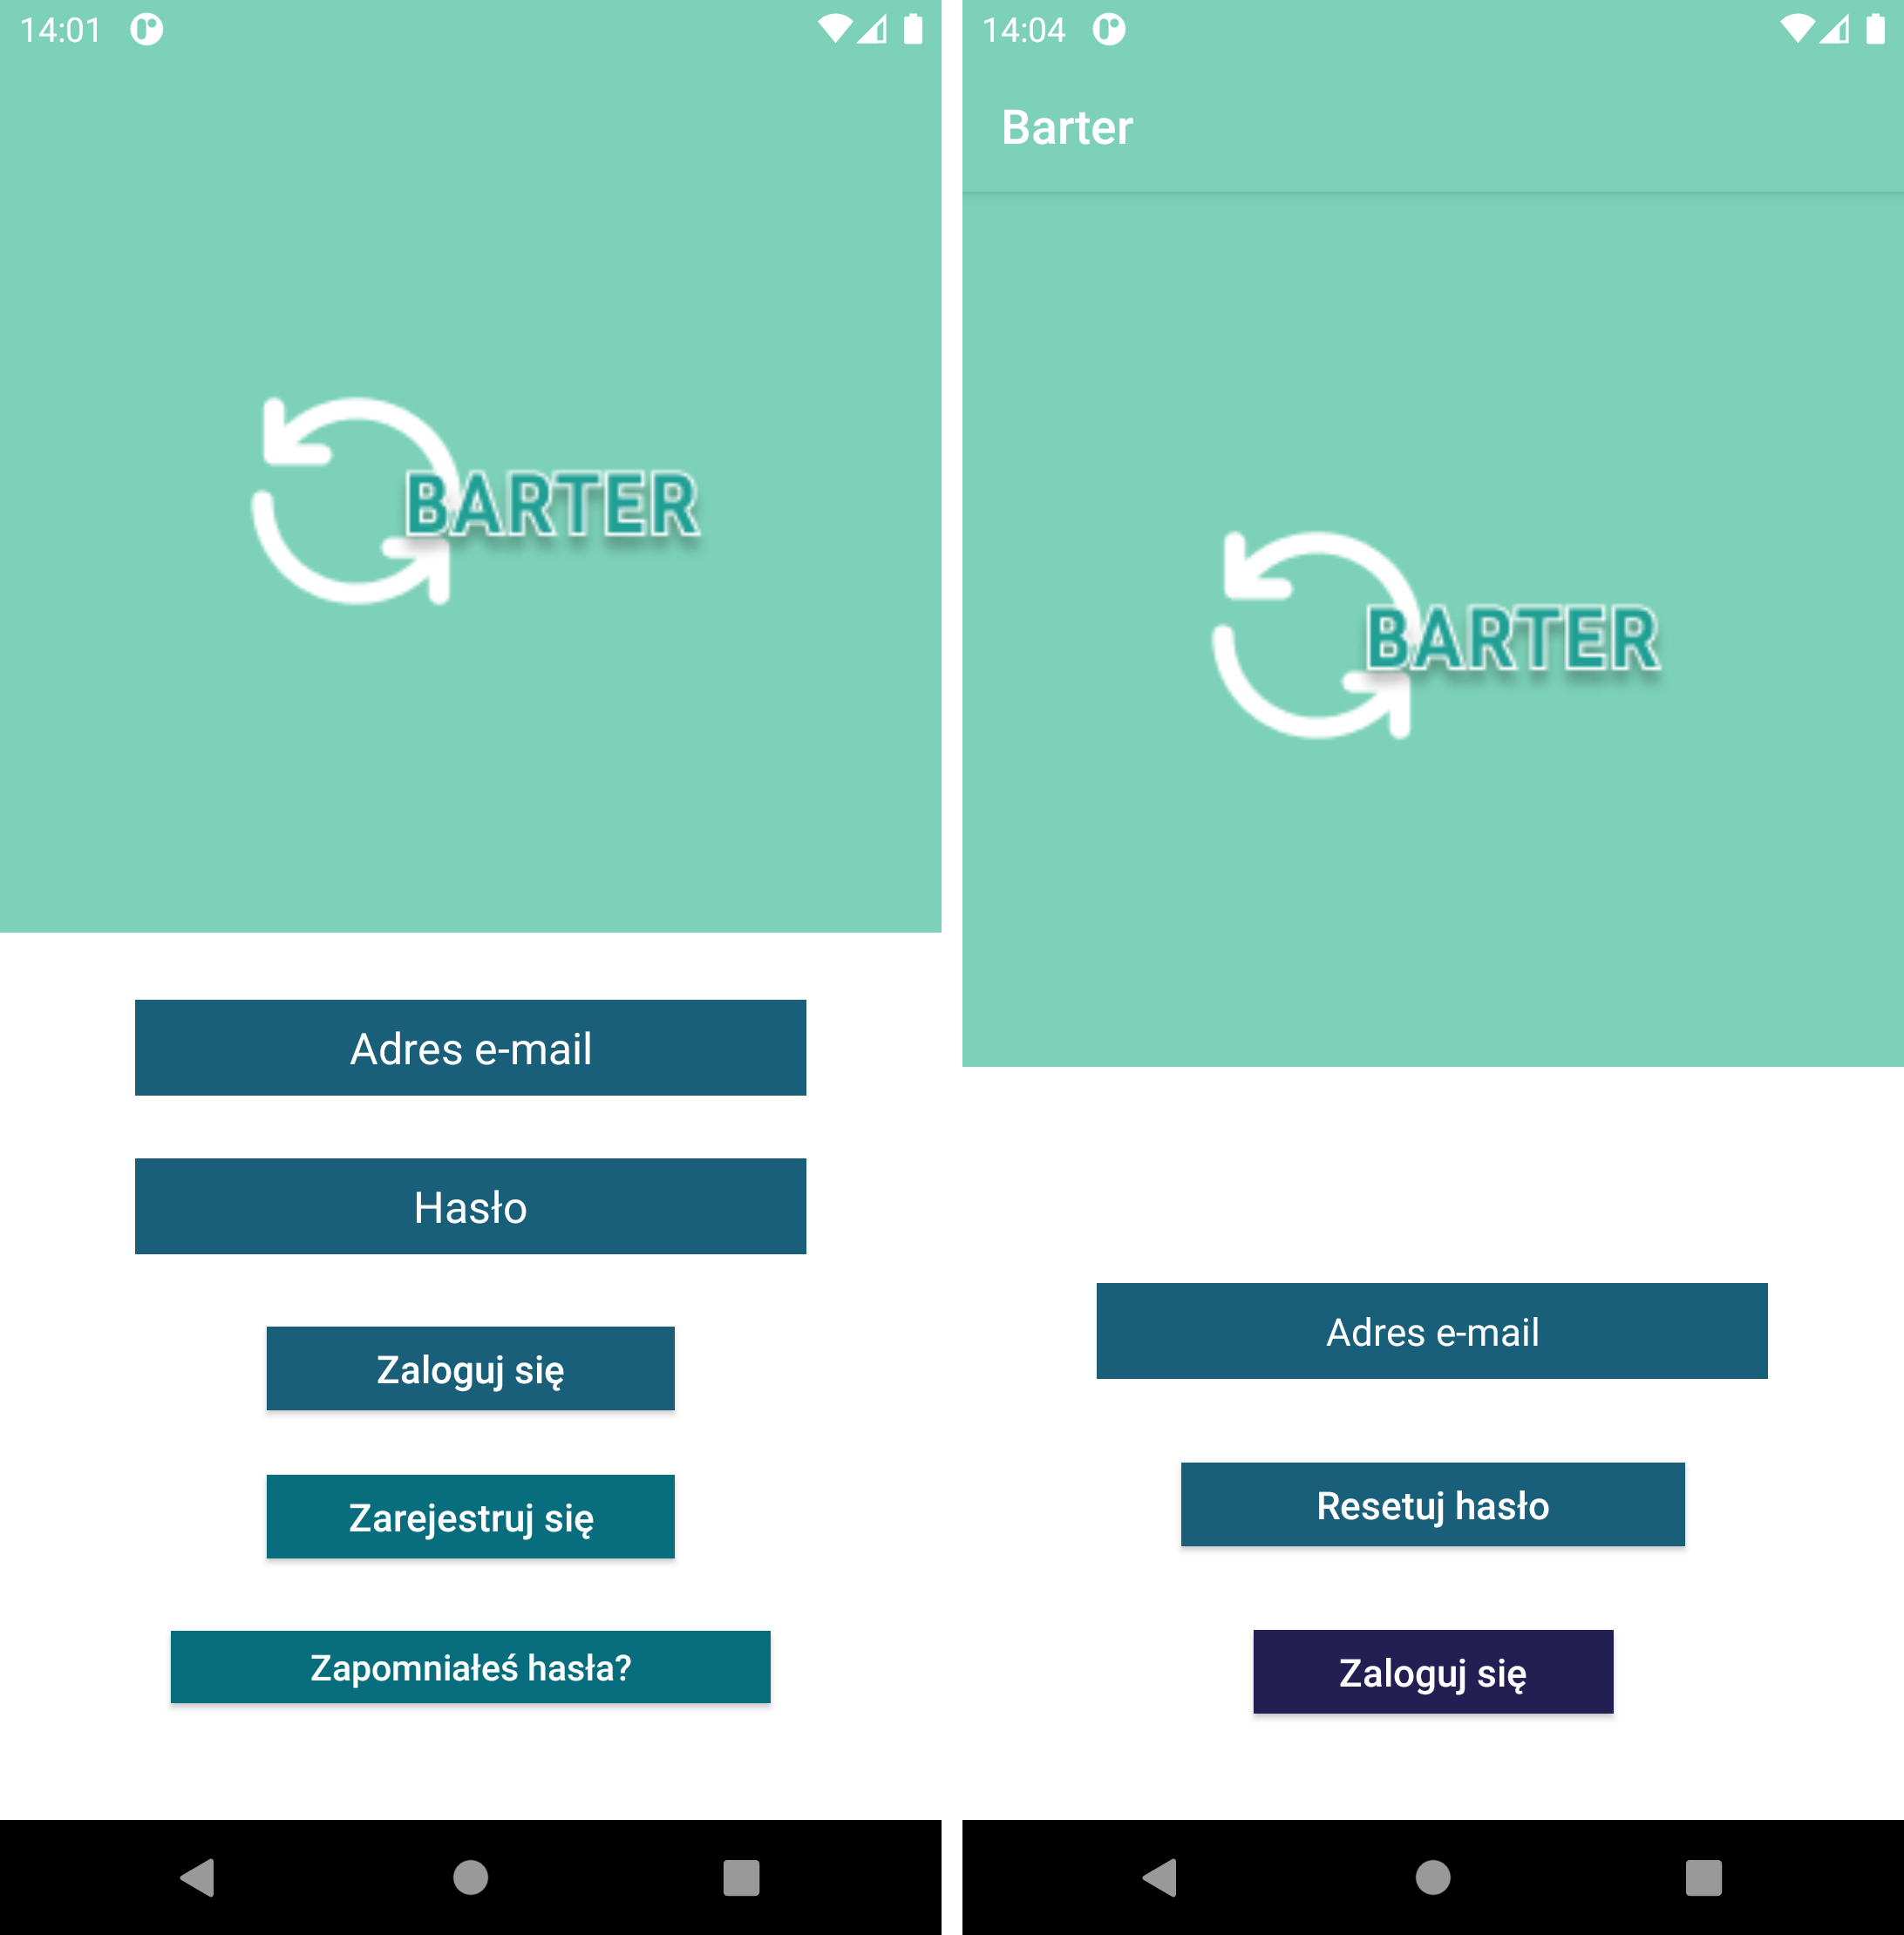 14:01
BARTER
Adres e-mail
Hasło
Zaloguj się
Zarejestruj się
Zapomniałeś hasła?
14:04
Barter
BARTER
Adres e-mail
Resetuj hasło
Zaloguj się